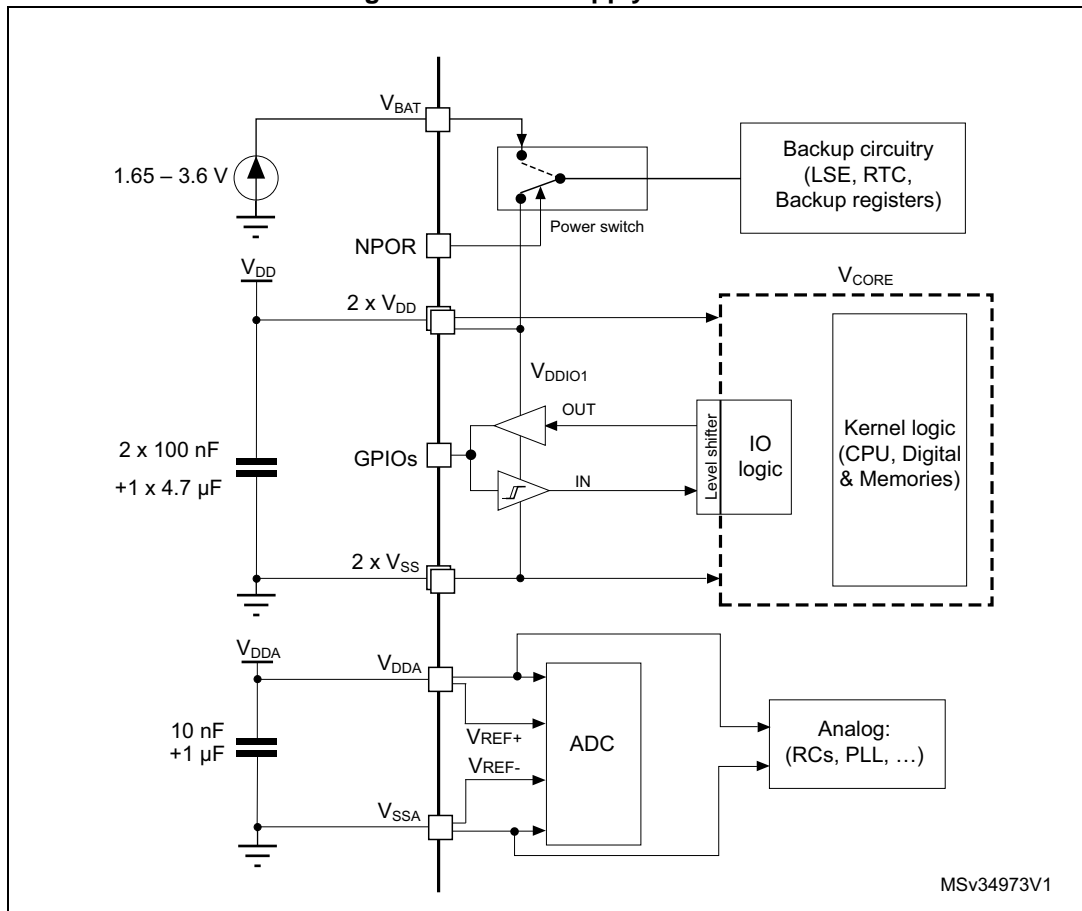 VBAT
1.65 – 3.6 V
Power switch
Backup circuitry
(LSE, RTC,
Backup registers)
NPOR
VDD
2 x VDD
VCORE
VDDIO1
OUT
2 x 100 nF
+1 x 4.7 µF
GPIOs
IN
Level shifter
IO
logic
Kernel logic
(CPU, Digital
& Memories)
2 x VSS
VDDA
VDDA
10 nF
+1 µF
VREF+
VREF-
ADC
Analog:
(RCs, PLL, …)
VSSA
MSv34973V1